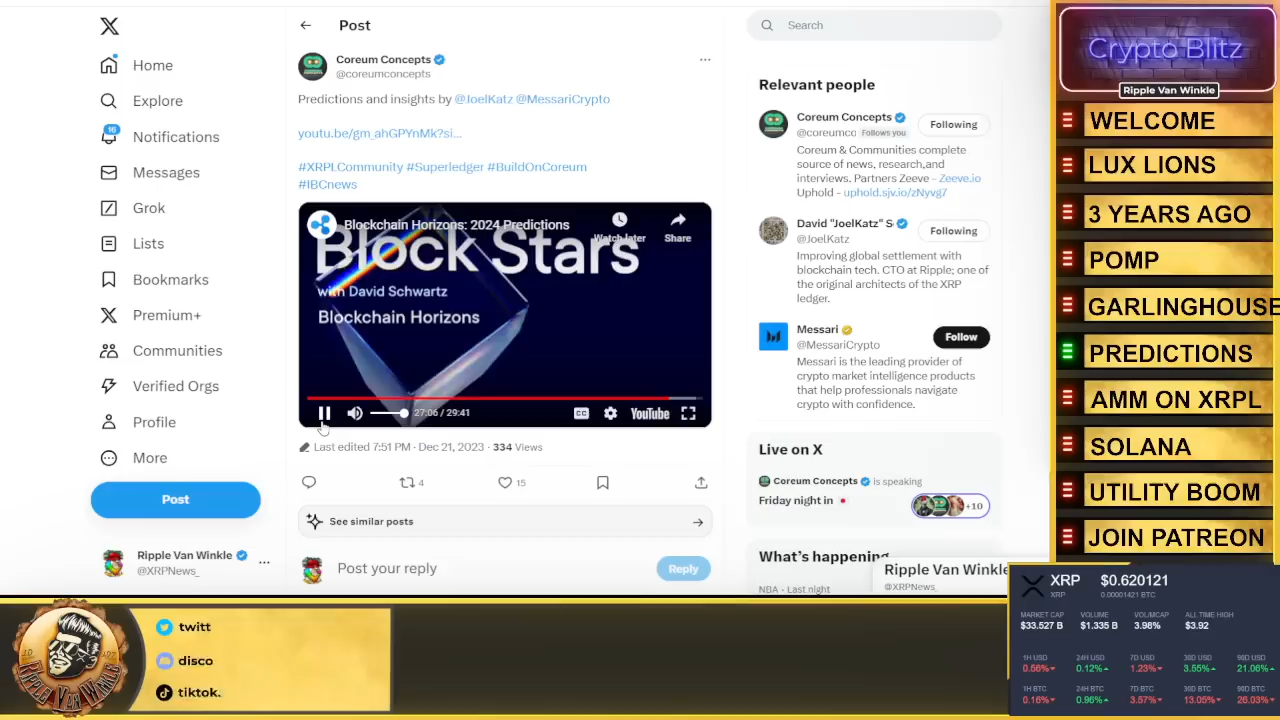 Home
Explore
16
Notifications
Messages
Grok
Lists
Bookmarks
Premium+
Communities
Verified Orgs
Profile
More
Post
Ripple Van Winkle
@XRPNews_
Post
Coreum Concepts
@coreumconcepts
Predictions and insights by @JoelKatz @MessariCrypto
youtu.be/gm_ahGPYnMk?si...
#XRPLCommunity #Superledger #BuildOnCoreum
#IBCnews
Blockchain Horizons: 2024 Predictions
Watch later
Share
Block Stars
with David Schwartz
Blockchain Horizons
27:06 / 29:41
CC
YouTube
Last edited 7:51 PM · Dec 21, 2023 · 334 Views
4
15
See similar posts
Post your reply
Reply
Search
Relevant people
Coreum Concepts
@coreumco Follows you
Following
Coreum & Communities complete
source of news, research,and
interviews. Partners Zeeve – Zeeve.io
Uphold - uphold.sjv.io/zNyvg7
David "JoelKatz" S
@JoelKatz
Following
Improving global settlement with
blockchain tech. CTO at Ripple; one of
the original architects of the XRP
ledger.
Messari
@MessariCrypto
Follow
Messari is the leading provider of
crypto market intelligence products
that help professionals navigate
crypto with confidence.
Live on X
Coreum Concepts is speaking
Friday night in
+10
What's happening
NBA · Last night
Ripple Van Winkle
@XRPNews_
Crypto Blitz
Ripple Van Winkle
WELCOME
LUX LIONS
3 YEARS AGO
POMP
GARLINGHOUSE
PREDICTIONS
AMM ON XRPL
SOLANA
UTILITY BOOM
JOIN PATREON
XRP $0.620121
XRP 0.00001421 BTC
MARKET CAP VOLUME VOL/MCAP ALL TIME HIGH
$33.527 B $1.335 B 3.98% $3.92
1H USD 24H USD 7D USD 30D USD 90D USD
0.56% 0.12% 1.23% 3.55% 21.06%
1H BTC 24H BTC 7D BTC 30D BTC 90D BTC
0.16% 0.96% 3.57% 13.05% 26.03%
RIPPLE VAN WINKLE
twitt
disco
tiktok.